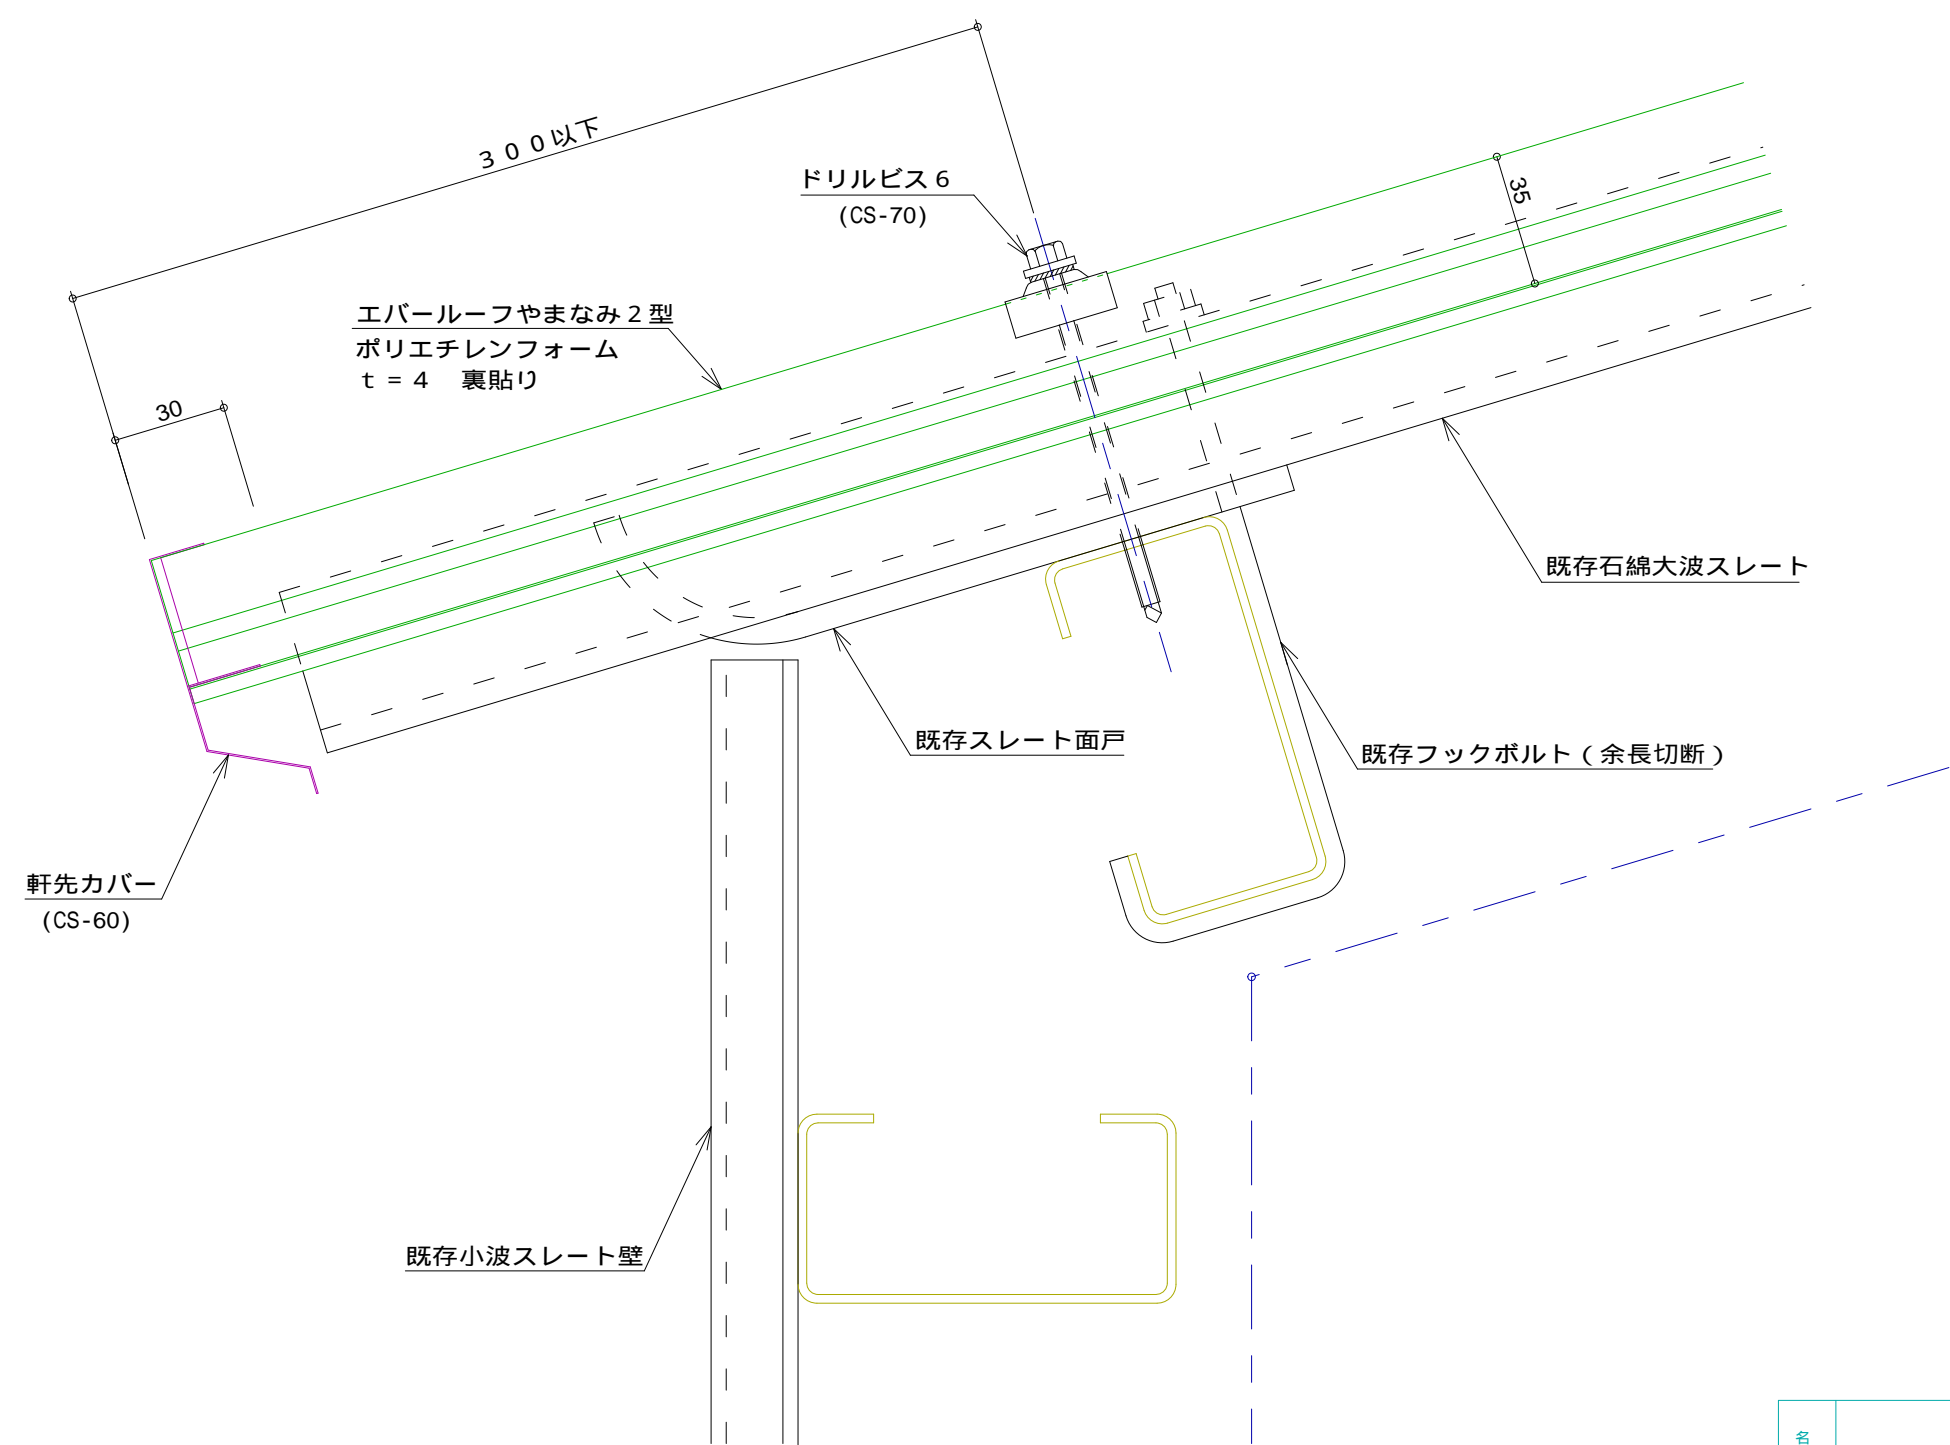 ３００以下
ドリルビス６
(CS-70)
35
エバールーフやまなみ２型
ポリエチレンフォーム
ｔ＝４　裏貼り
30
既存石綿大波スレート
既存スレート面戸
既存フックボルト（余長切断）
軒先カバー
(CS-60)
既存小波スレート壁
名